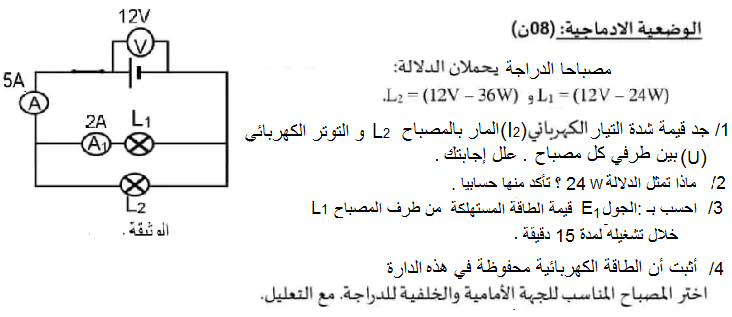 الوضعية الادماجية: (08ن)
مصباحا الدراجة يحملان الدلالة:
L₁ = (12V – 24W) و L₂ = (12V – 36W).
1/ جد قيمة شدة التيار الكهربائي(I₂) المار بالمصباح L₂ و التوتر الكهربائي
(U) بين طرفي كل مصباح . علل إجابتك .
2/ ماذا تمثل الدلالة 24 W ؟ تأكد منها حسابيا .
3/ احسب بـ :الجول E₁ قيمة الطاقة المستهلكة من طرف المصباح L1
خلال تشغيله لمدة 15 دقيقة .
4/ أثبت أن الطاقة الكهربائية محفوظة في هذه الدارة
اختر المصباح المناسب للجهة الأمامية والخلفية للدراجة. مع التعليل.
12V
V
5A
A
2A
L₁
A₁
L₂
الوثيقة .